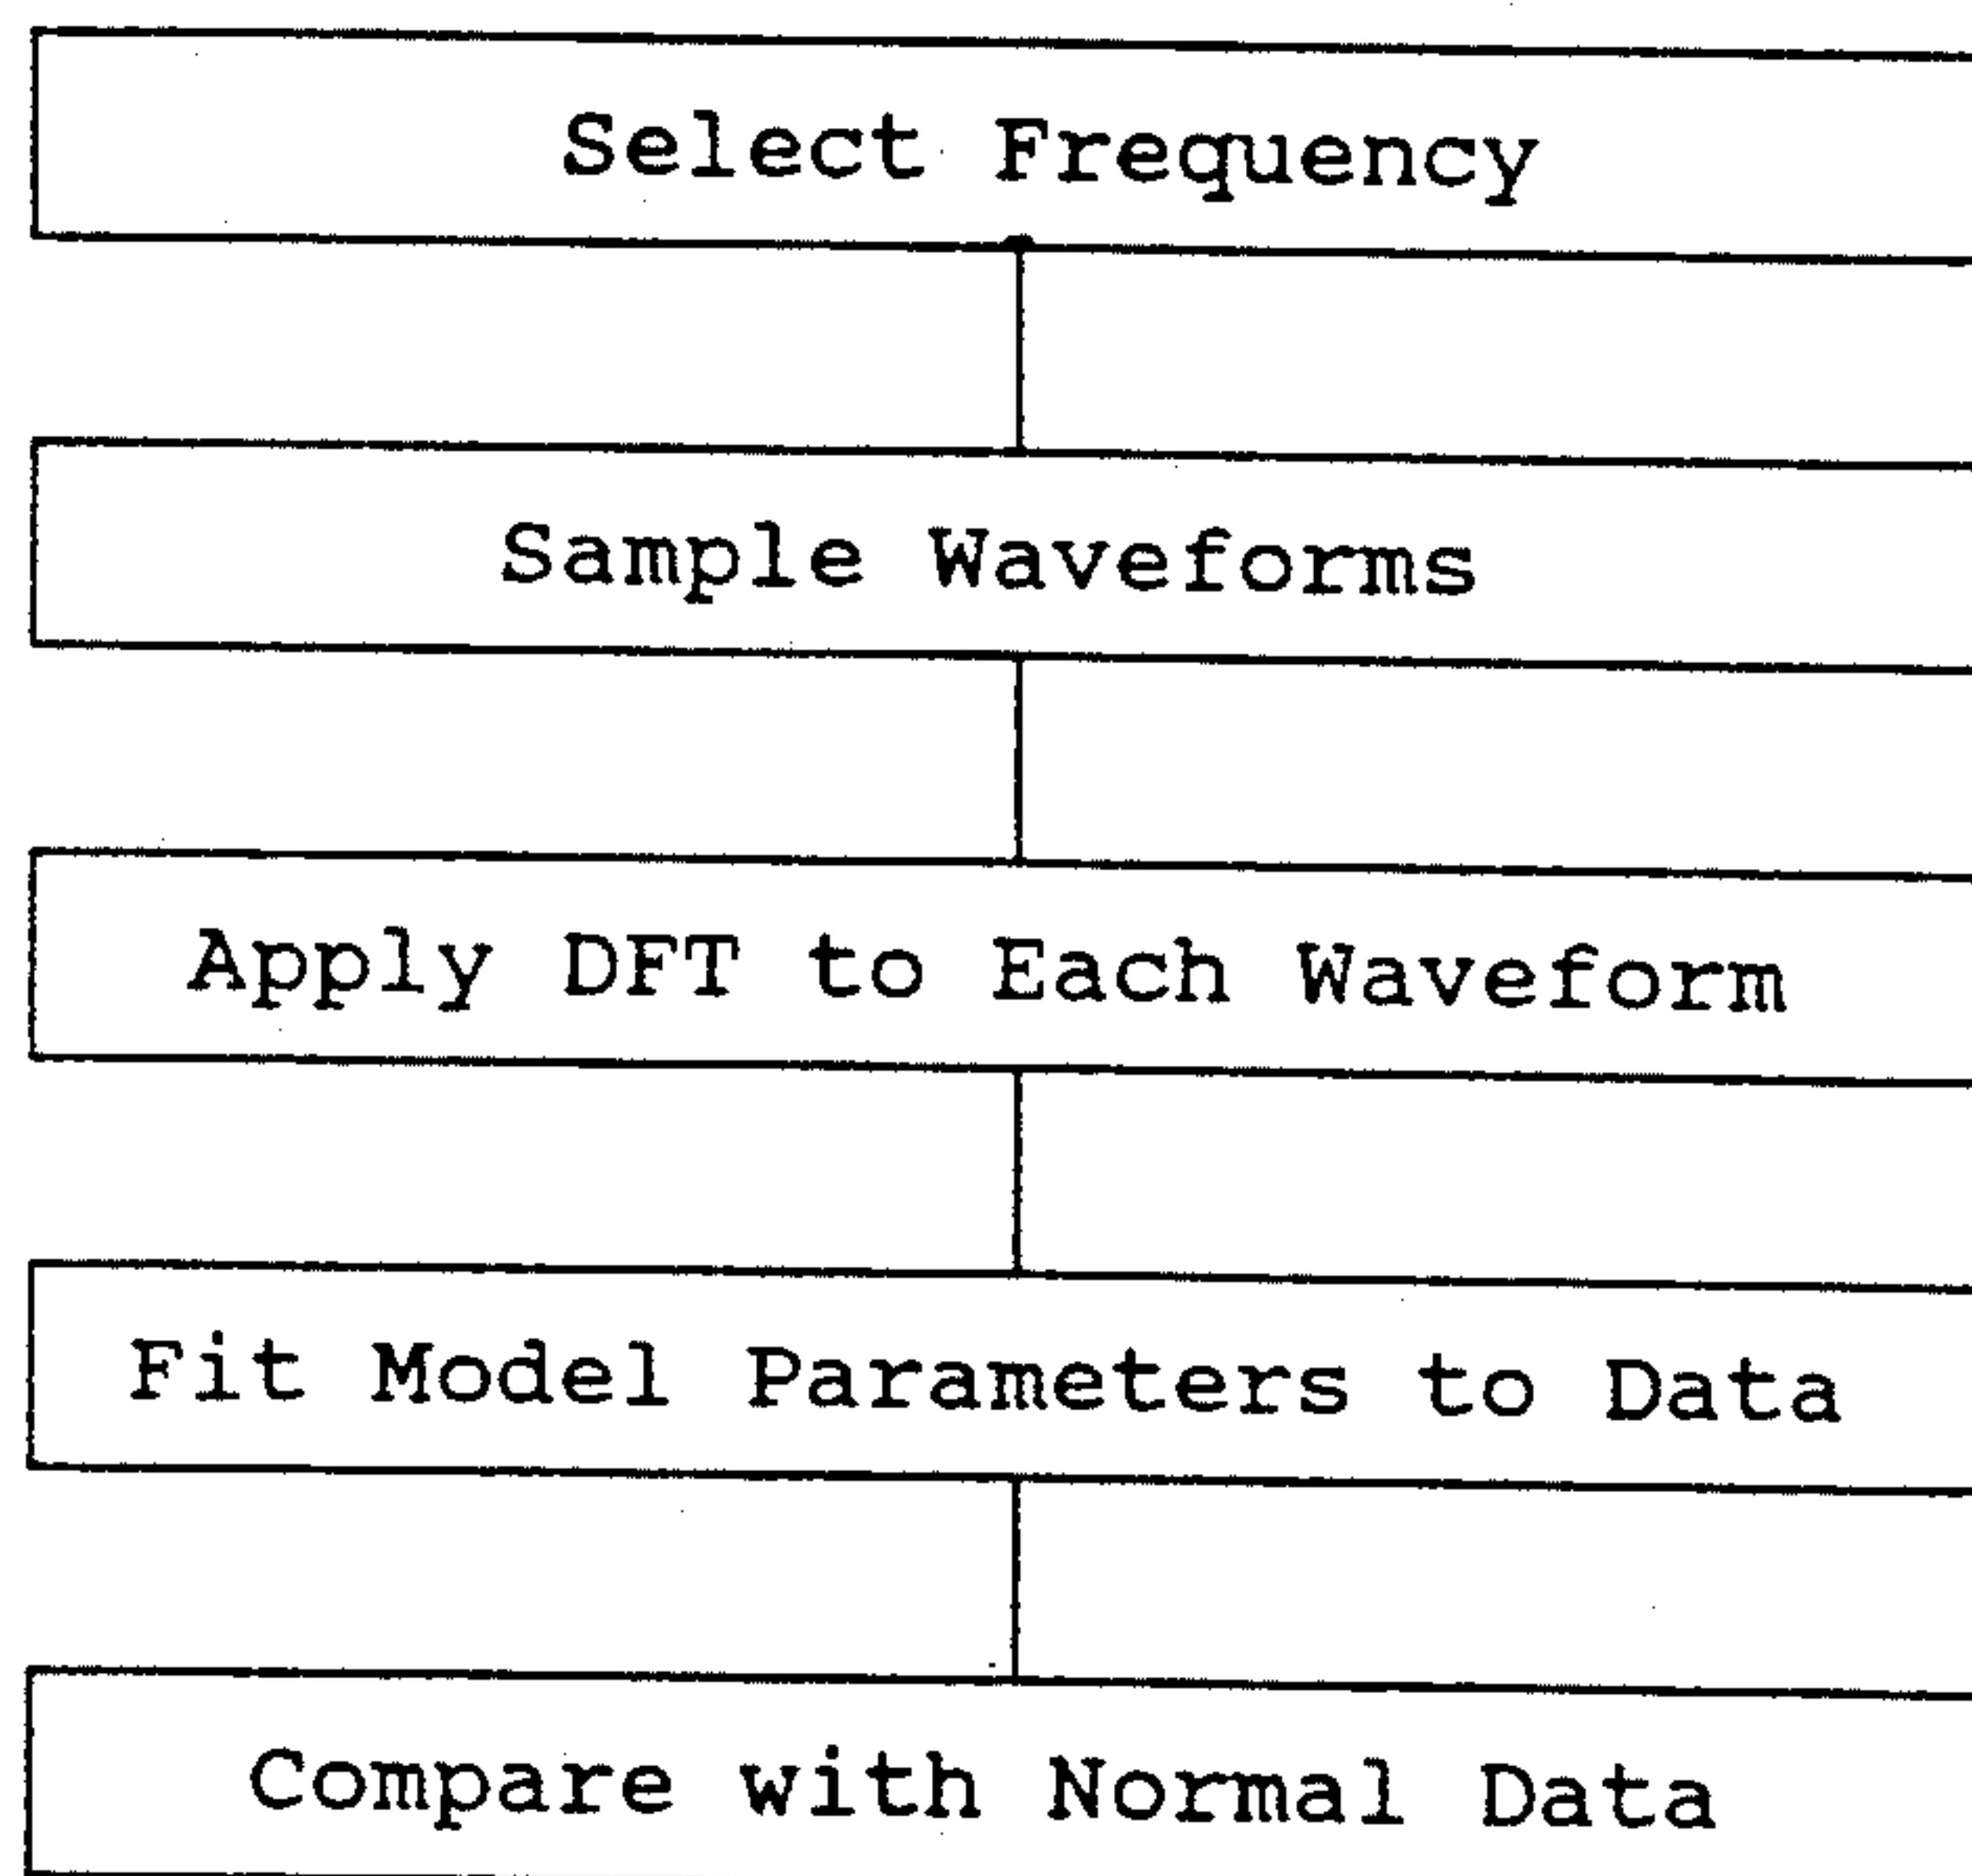 Select Frequency
Sample Waveforms
Apply DFT to Each Waveform
Fit Model Parameters to Data
Compare with Normal Data